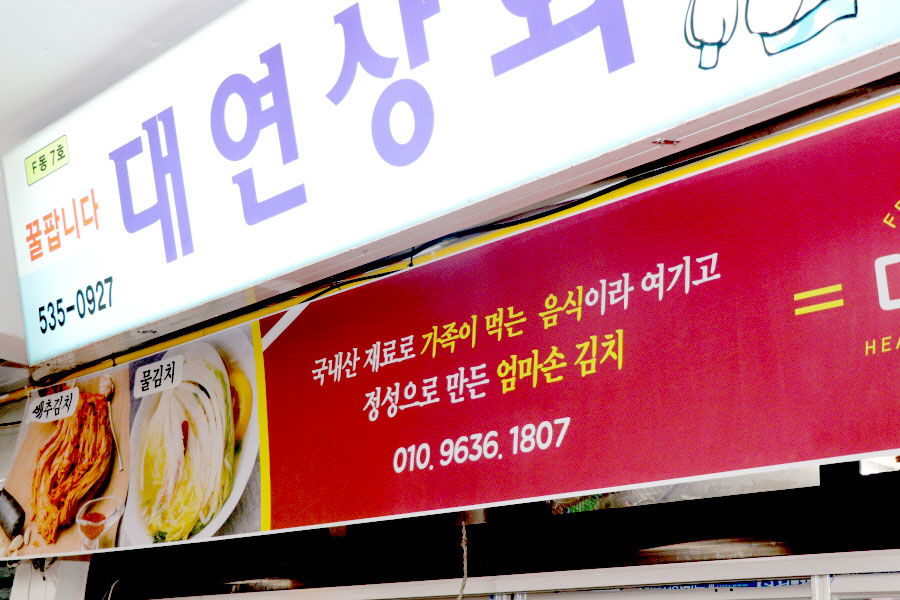 F동 7호
꿀팝니다
대연상회
535-0927
배추김치
물김치
국내산 재료로 가족이 먹는 음식이라 여기고
정성으로 만든 엄마손 김치
010. 9636. 1807
=